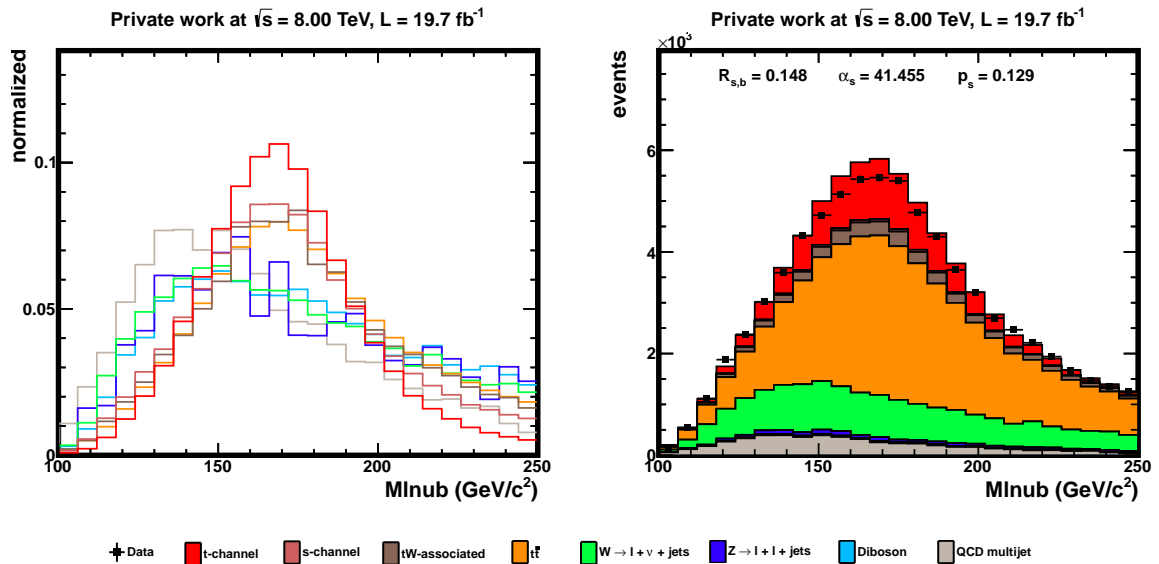 Private work at √s = 8.00 TeV, L = 19.7 fb⁻¹
normalized
0.1
0.05
0
100 150 200 250
Mlnub (GeV/c²)
Private work at √s = 8.00 TeV, L = 19.7 fb⁻¹
×10³
events
R_s,b = 0.148 α_s = 41.455 p_s = 0.129
6
4
2
0
100 150 200 250
Mlnub (GeV/c²)
Data t-channel s-channel tW-associated tt̄ W → l + ν + jets Z → l + l + jets Diboson QCD multijet